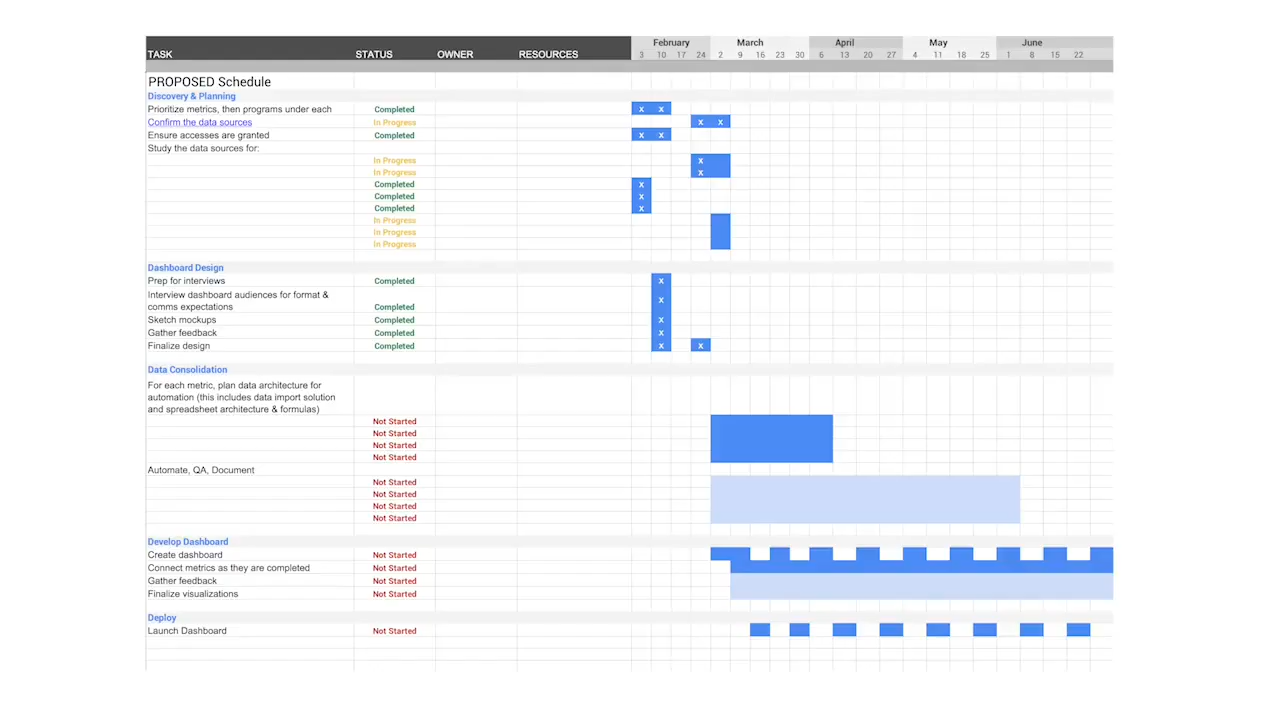 February March April May June
TASK STATUS OWNER RESOURCES 3 10 17 24 2 9 16 23 30 6 13 20 27 4 11 18 25 1 8 15 22
PROPOSED Schedule
Discovery & Planning
Prioritize metrics, then programs under each Completed x x
Confirm the data sources In Progress x x
Ensure accesses are granted Completed x x
Study the data sources for:
In Progress x
In Progress x
Completed x
Completed x
Completed x
In Progress
In Progress
In Progress
Dashboard Design
Prep for interviews Completed x
Interview dashboard audiences for format &
comms expectations Completed x
Sketch mockups Completed x
Gather feedback Completed x
Finalize design Completed x x
Data Consolidation
For each metric, plan data architecture for
automation (this includes data import solution
and spreadsheet architecture & formulas)
Not Started
Not Started
Not Started
Not Started
Automate, QA, Document
Not Started
Not Started
Not Started
Not Started
Develop Dashboard
Create dashboard Not Started
Connect metrics as they are completed Not Started
Gather feedback Not Started
Finalize visualizations Not Started
Deploy
Launch Dashboard Not Started